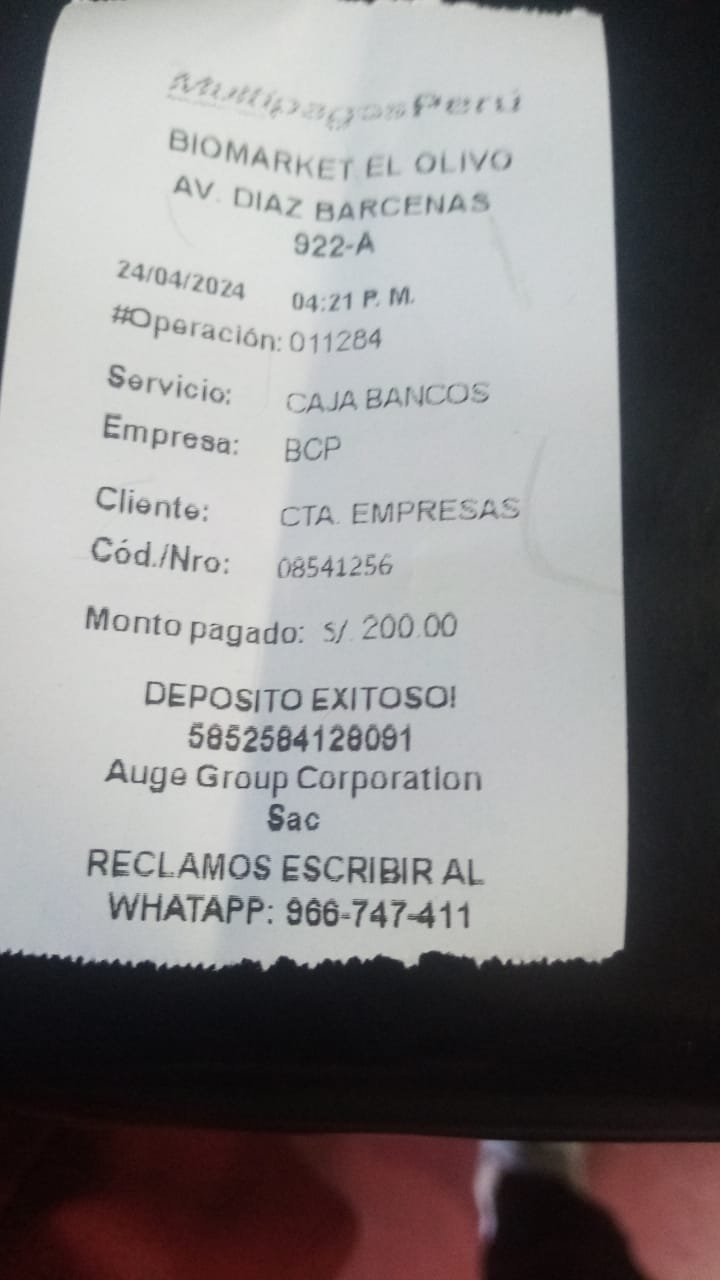 MultipagosPerú
BIOMARKET EL OLIVO
AV. DIAZ BARCENAS
922-A
24/04/2024 04:21 P. M.
#Operación: 011284
Servicio: CAJA BANCOS
Empresa: BCP
Cliente: CTA. EMPRESAS
Cód./Nro: 08541256
Monto pagado: s/. 200.00
DEPOSITO EXITOSO!
5852584128091
Auge Group Corporation
Sac
RECLAMOS ESCRIBIR AL
WHATAPP: 966-747-411